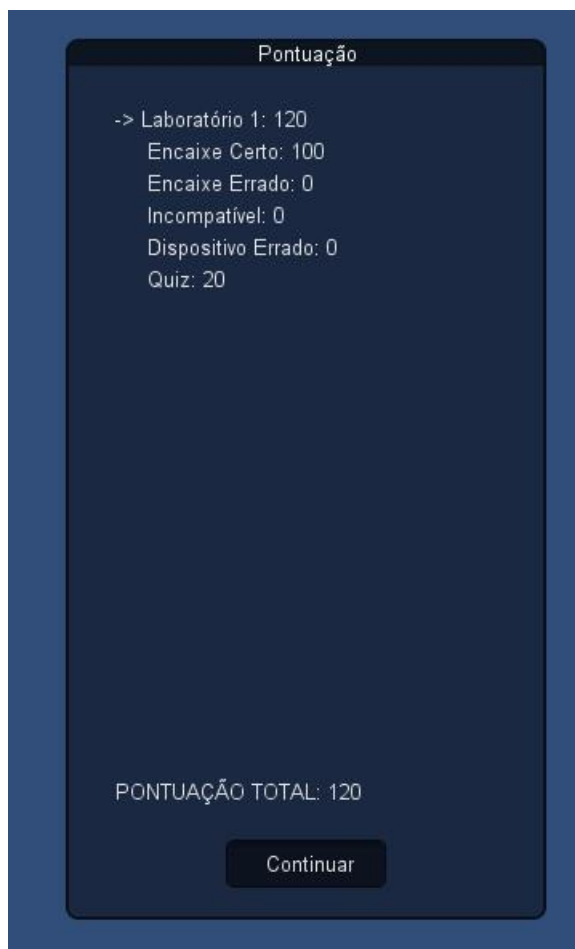 Pontuação
-> Laboratório 1: 120
Encaixe Certo: 100
Encaixe Errado: 0
Incompatível: 0
Dispositivo Errado: 0
Quiz: 20
PONTUAÇÃO TOTAL: 120
Continuar